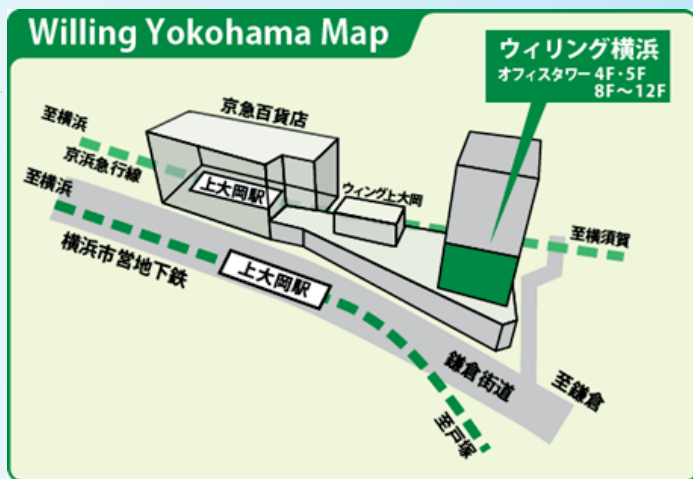 Willing Yokohama Map
ウィリング横浜
オフィスタワー4F・5F
8F～12F
京急百貨店
至横浜
京浜急行線
上大岡駅
ウィング上大岡
至横須賀
至横浜
横浜市営地下鉄
上大岡駅
鎌倉街道
至鎌倉
至戸塚